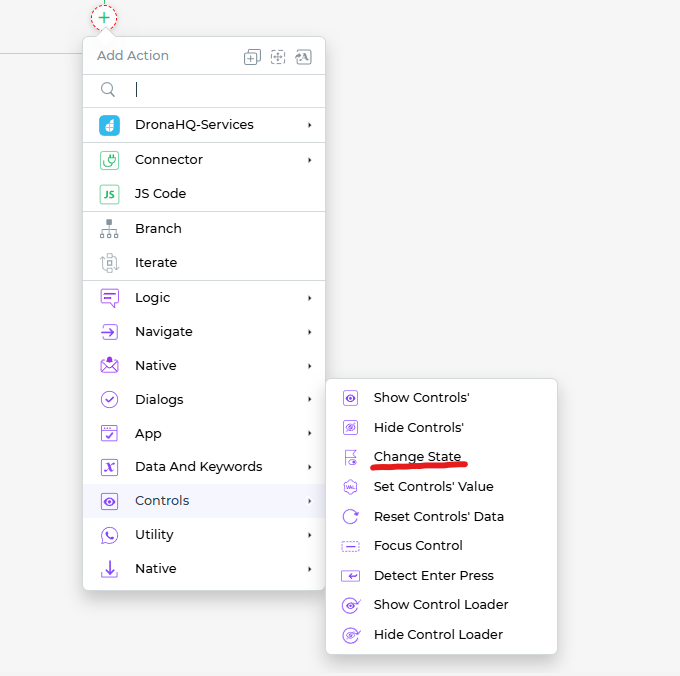 Add Action
DronaHQ-Services
Connector
JS
JS Code
Branch
Iterate
Logic
Navigate
Native
Dialogs
App
Data And Keywords
Controls
Utility
Native
Show Controls'
Hide Controls'
Change State
VAL
Set Controls' Value
Reset Controls' Data
Focus Control
Detect Enter Press
Show Control Loader
Hide Control Loader